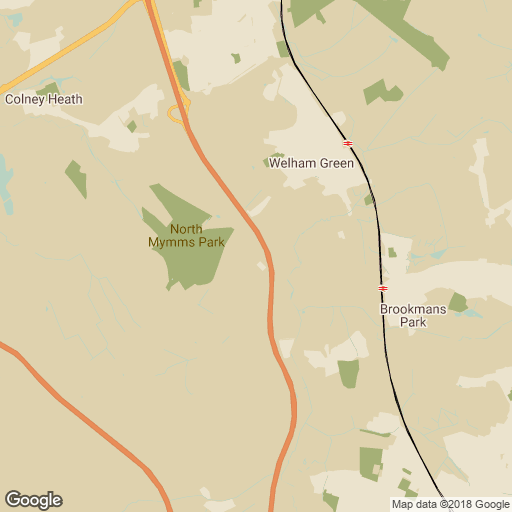 Colney Heath
Welham Green
North
Mymms Park
Brookmans
Park
Google
Map data ©2018 Google